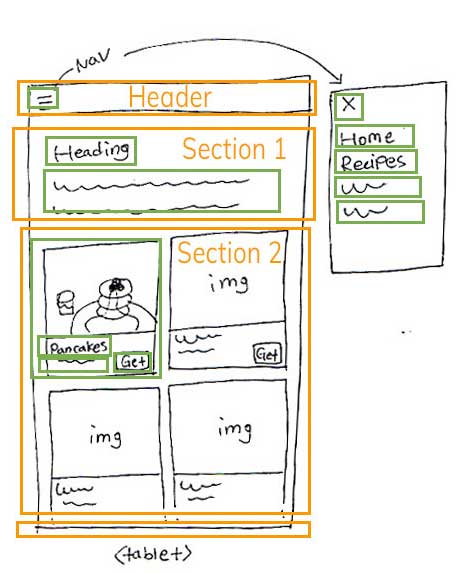 Nav
Header
X
Home
Recipes
Heading
Section 1
Section 2
img
Pancakes
Get
Get
img
img
<tablet>